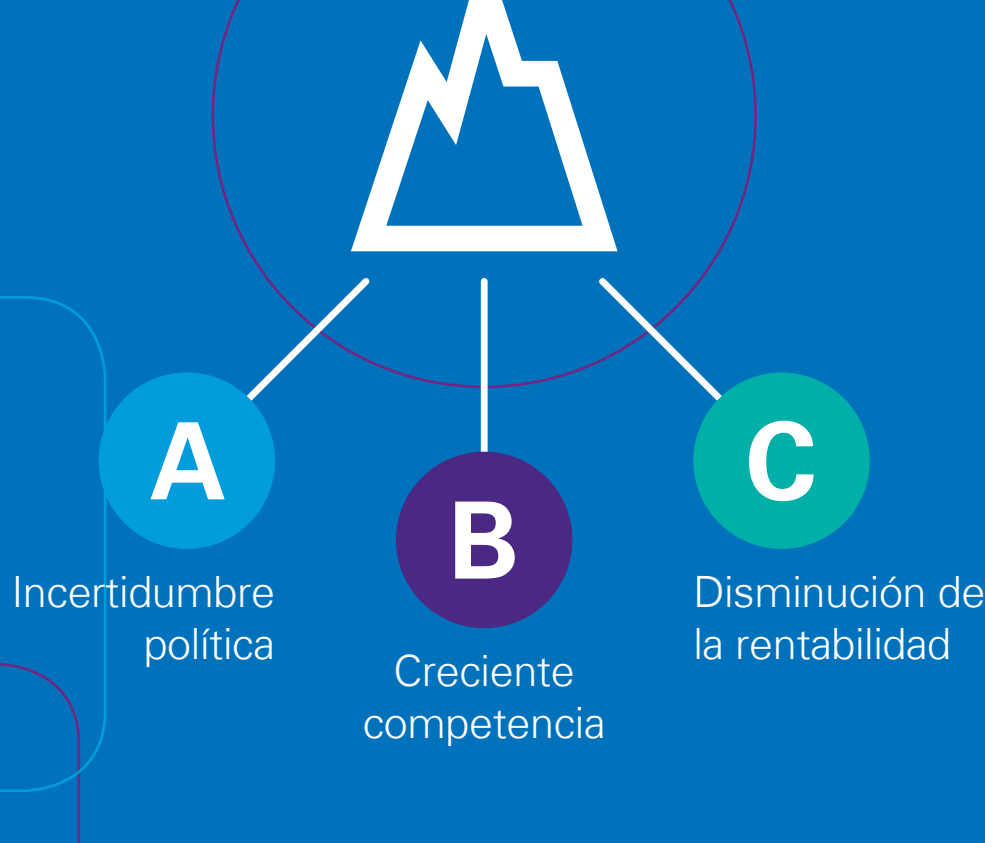 A
Incertidumbre
política
B
Creciente
competencia
C
Disminución de
la rentabilidad